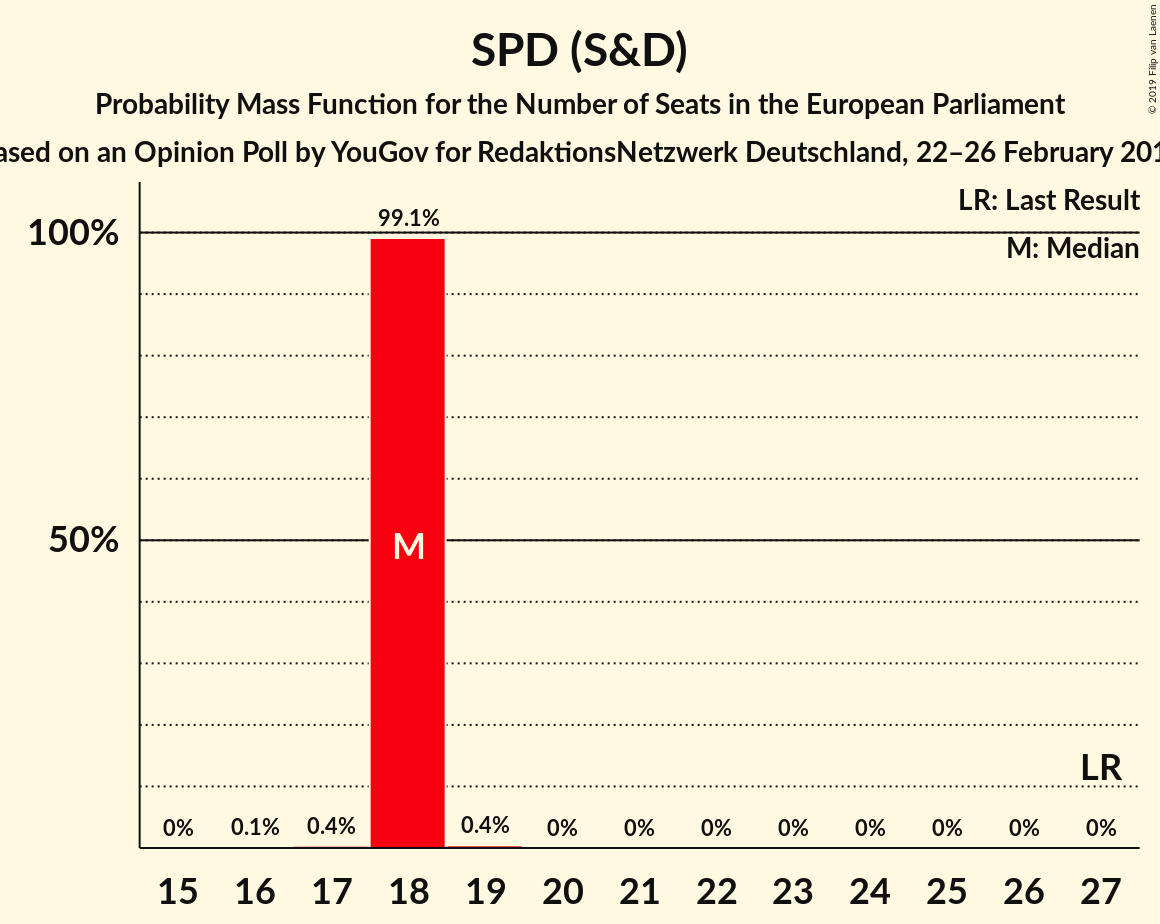 SPD (S&D)
Probability Mass Function for the Number of Seats in the European Parliament
ased on an Opinion Poll by YouGov for RedaktionsNetzwerk Deutschland, 22–26 February 201
© 2019 Filip van Laenen
LR: Last Result
M: Median
100%
50%
99.1%
M
LR
0% 0.1% 0.4% 0.4% 0% 0% 0% 0% 0% 0% 0% 0%
15 16 17 18 19 20 21 22 23 24 25 26 27